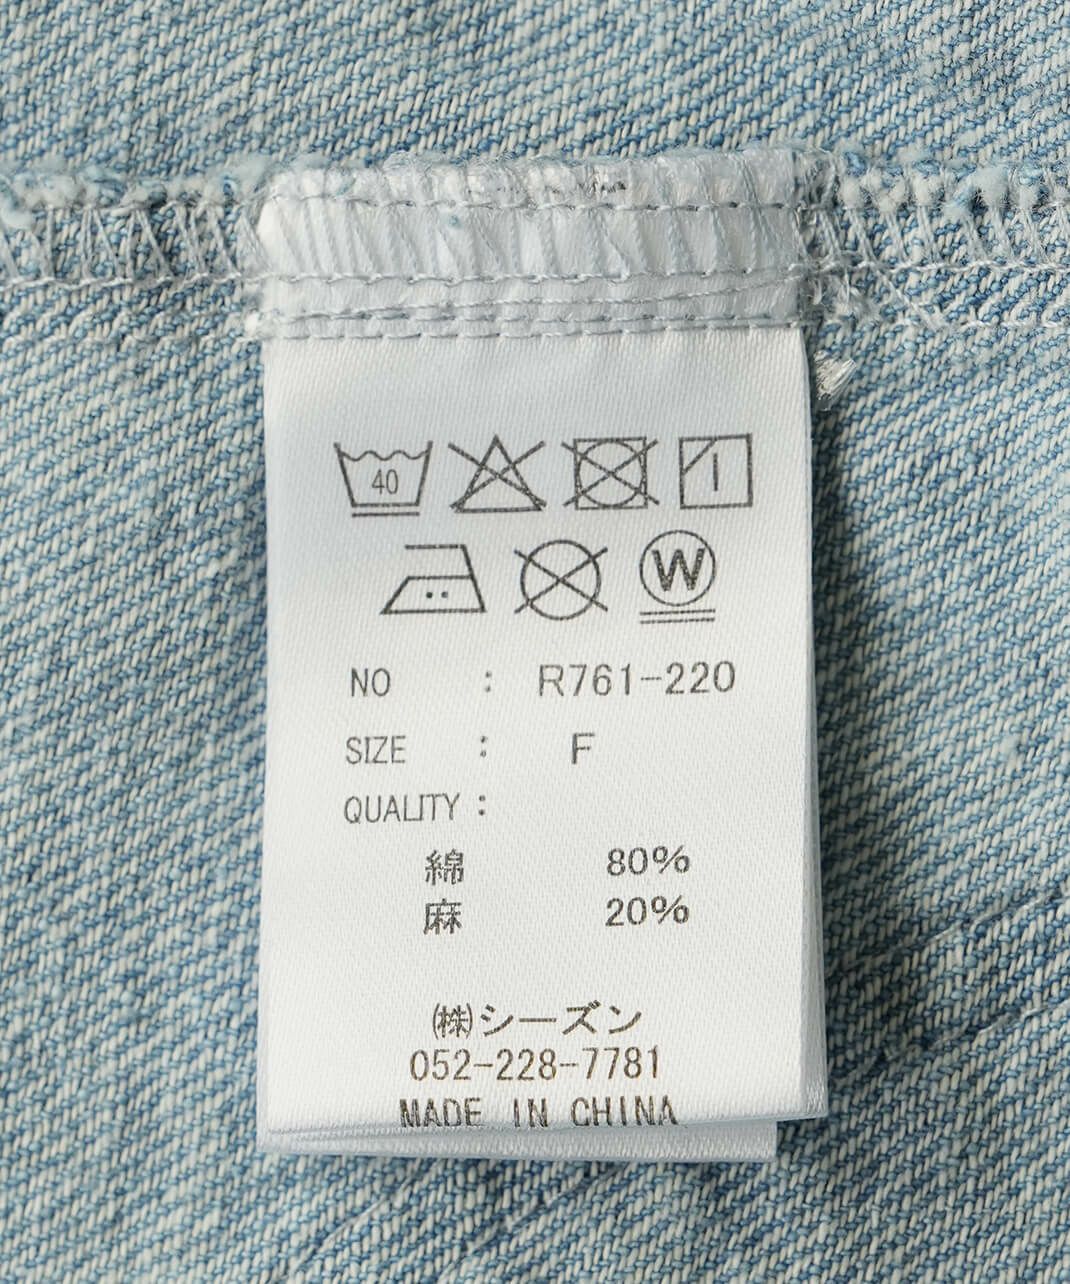 40
W
NO : R761-220
SIZE : F
QUALITY :
綿 80%
麻 20%
㈱シーズン
052-228-7781
MADE IN CHINA